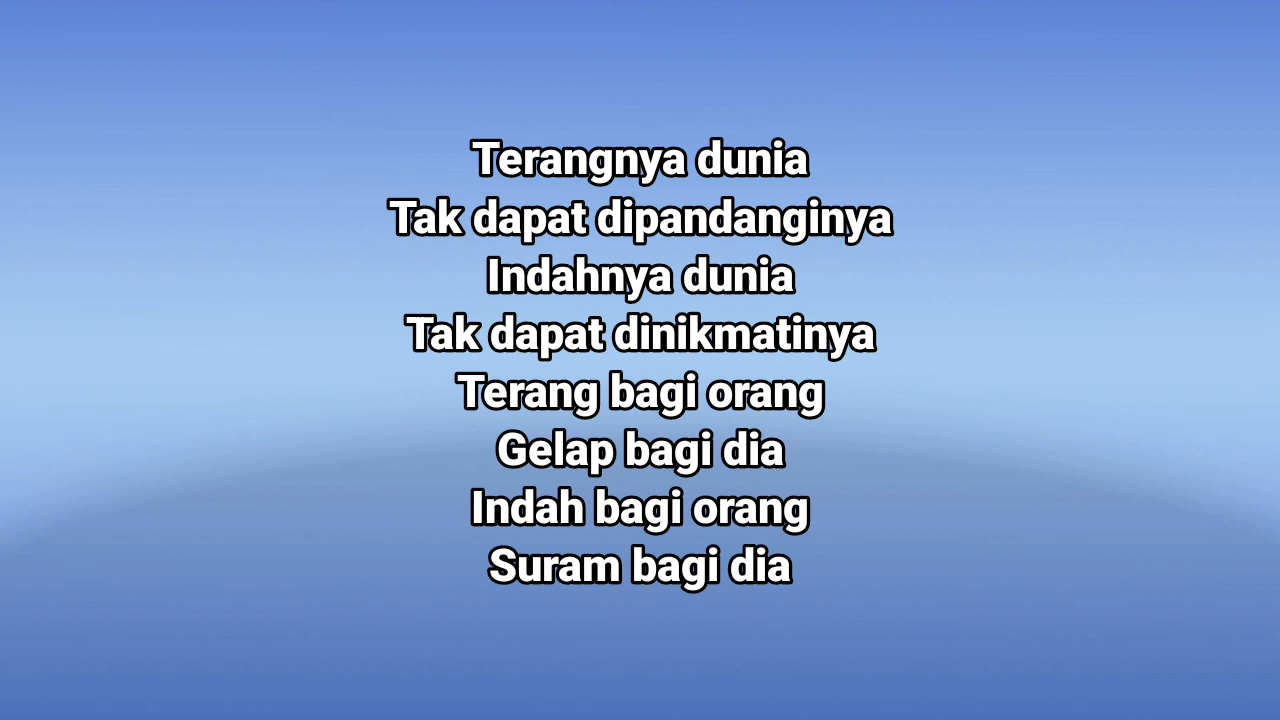 Terangnya dunia
Tak dapat dipandanginya
Indahnya dunia
Tak dapat dinikmatinya
Terang bagi orang
Gelap bagi dia
Indah bagi orang
Suram bagi dia